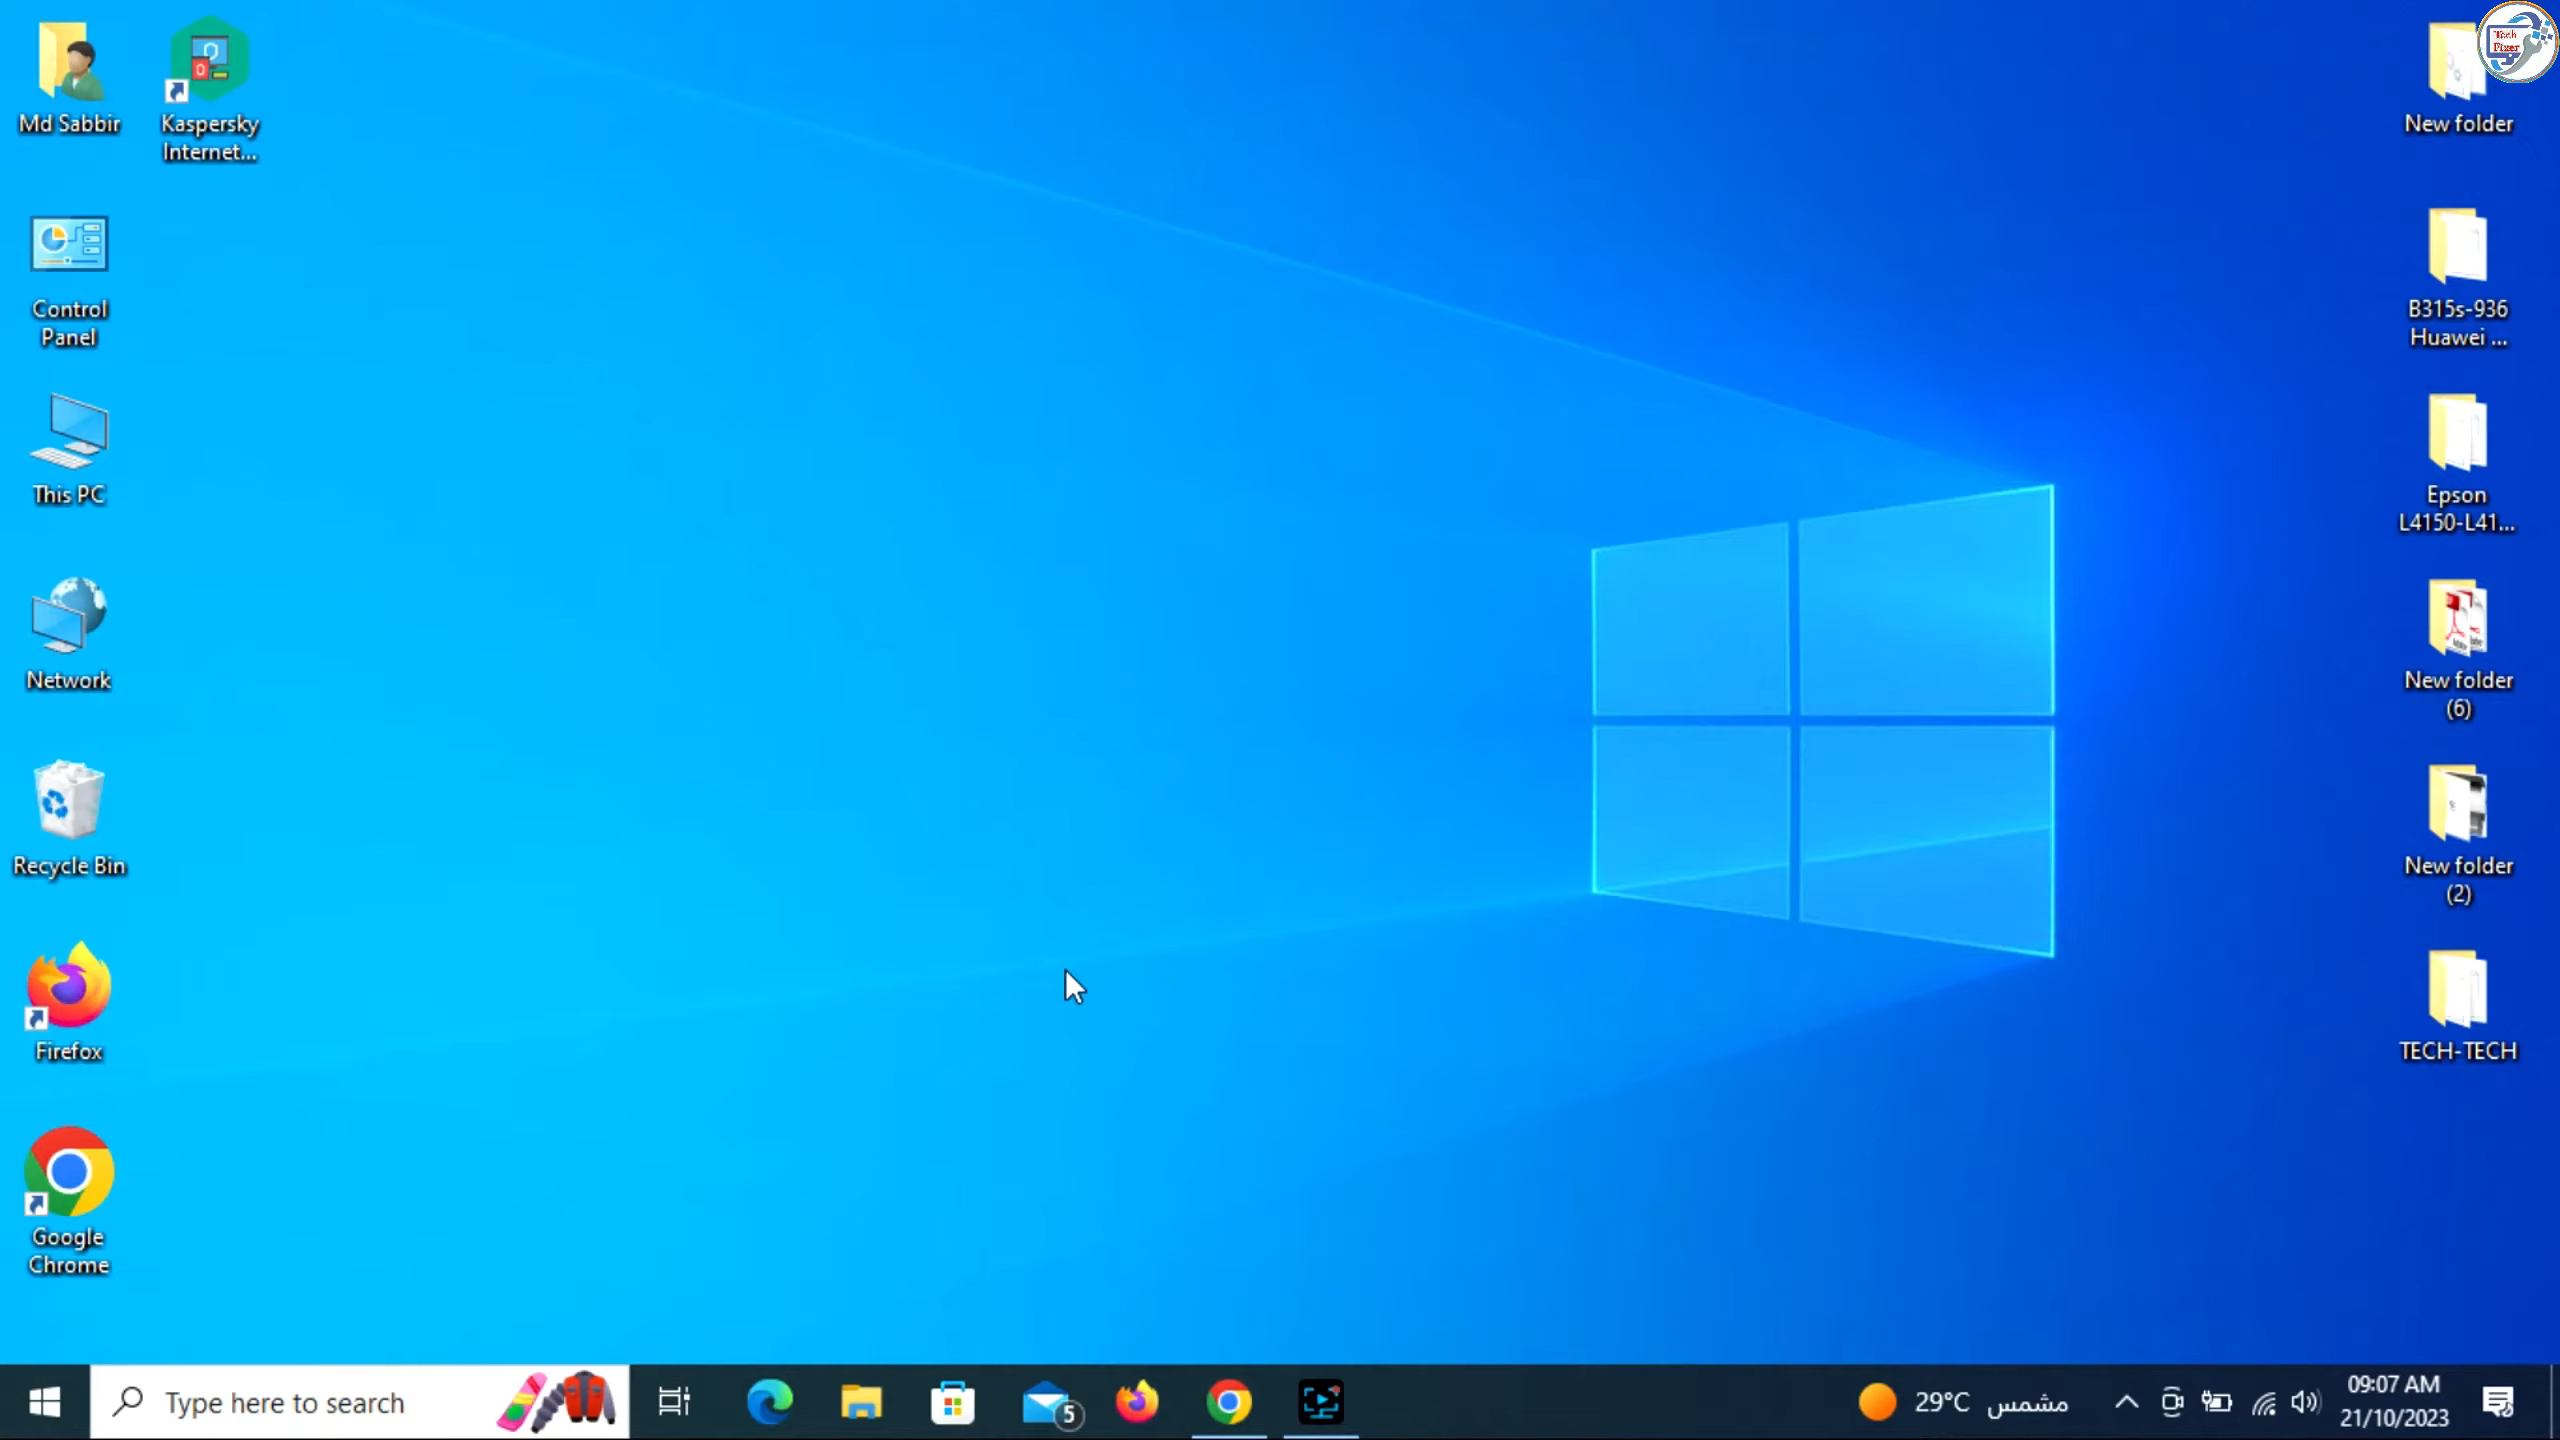 Md Sabbir
Kaspersky
Internet...
Control
Panel
This PC
Network
Recycle Bin
Firefox
Google
Chrome
Tech
Fixer
New folder
B315s-936
Huawei ...
Epson
L4150-L41...
New folder
(6)
New folder
(2)
TECH-TECH
Type here to search
5
29°C مشمس
09:07 AM
21/10/2023